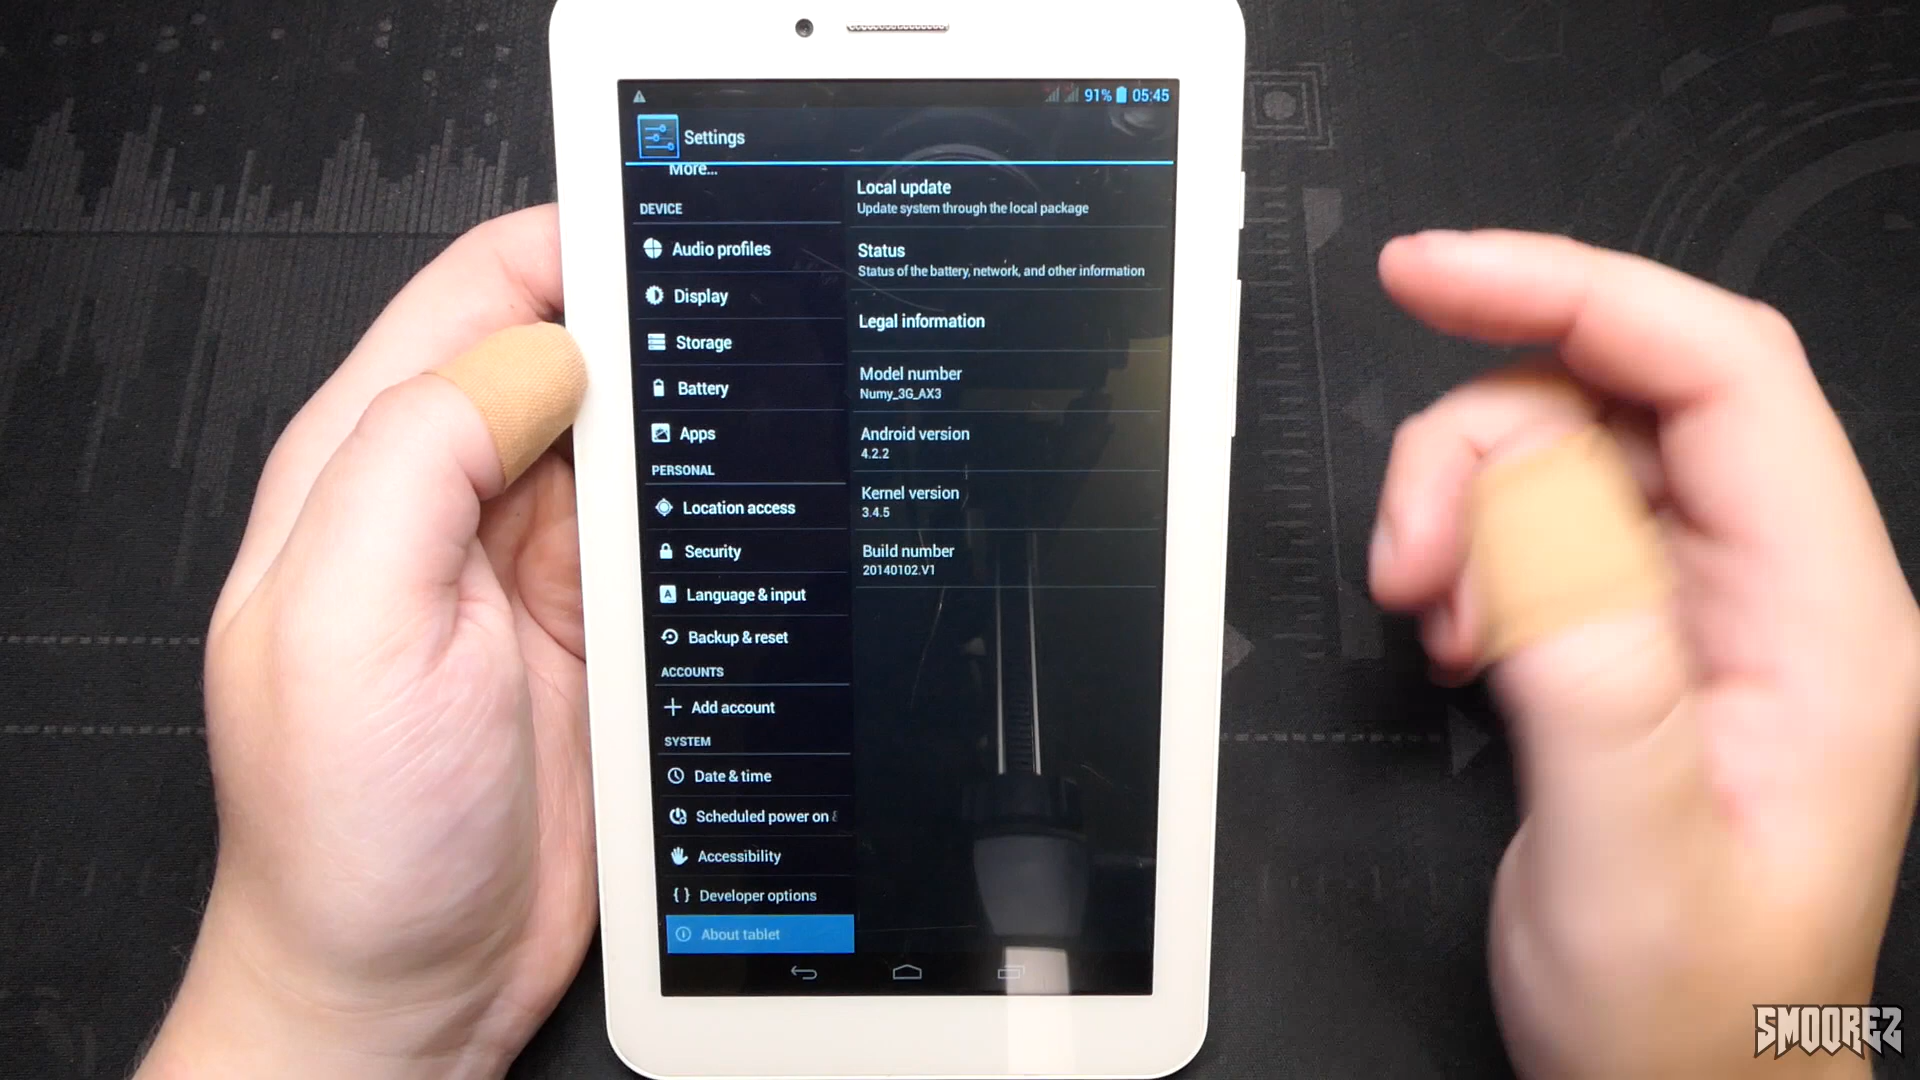 91% 05:45
Settings
More...
DEVICE
Audio profiles
Display
Storage
Battery
Apps
PERSONAL
Location access
Security
Language & input
Backup & reset
ACCOUNTS
Add account
SYSTEM
Date & time
Scheduled power on &
Accessibility
Developer options
About tablet
Local update
Update system through the local package
Status
Status of the battery, network, and other information
Legal information
Model number
Numy_3G_AX3
Android version
4.2.2
Kernel version
3.4.5
Build number
20140102.V1
SMOOREZ